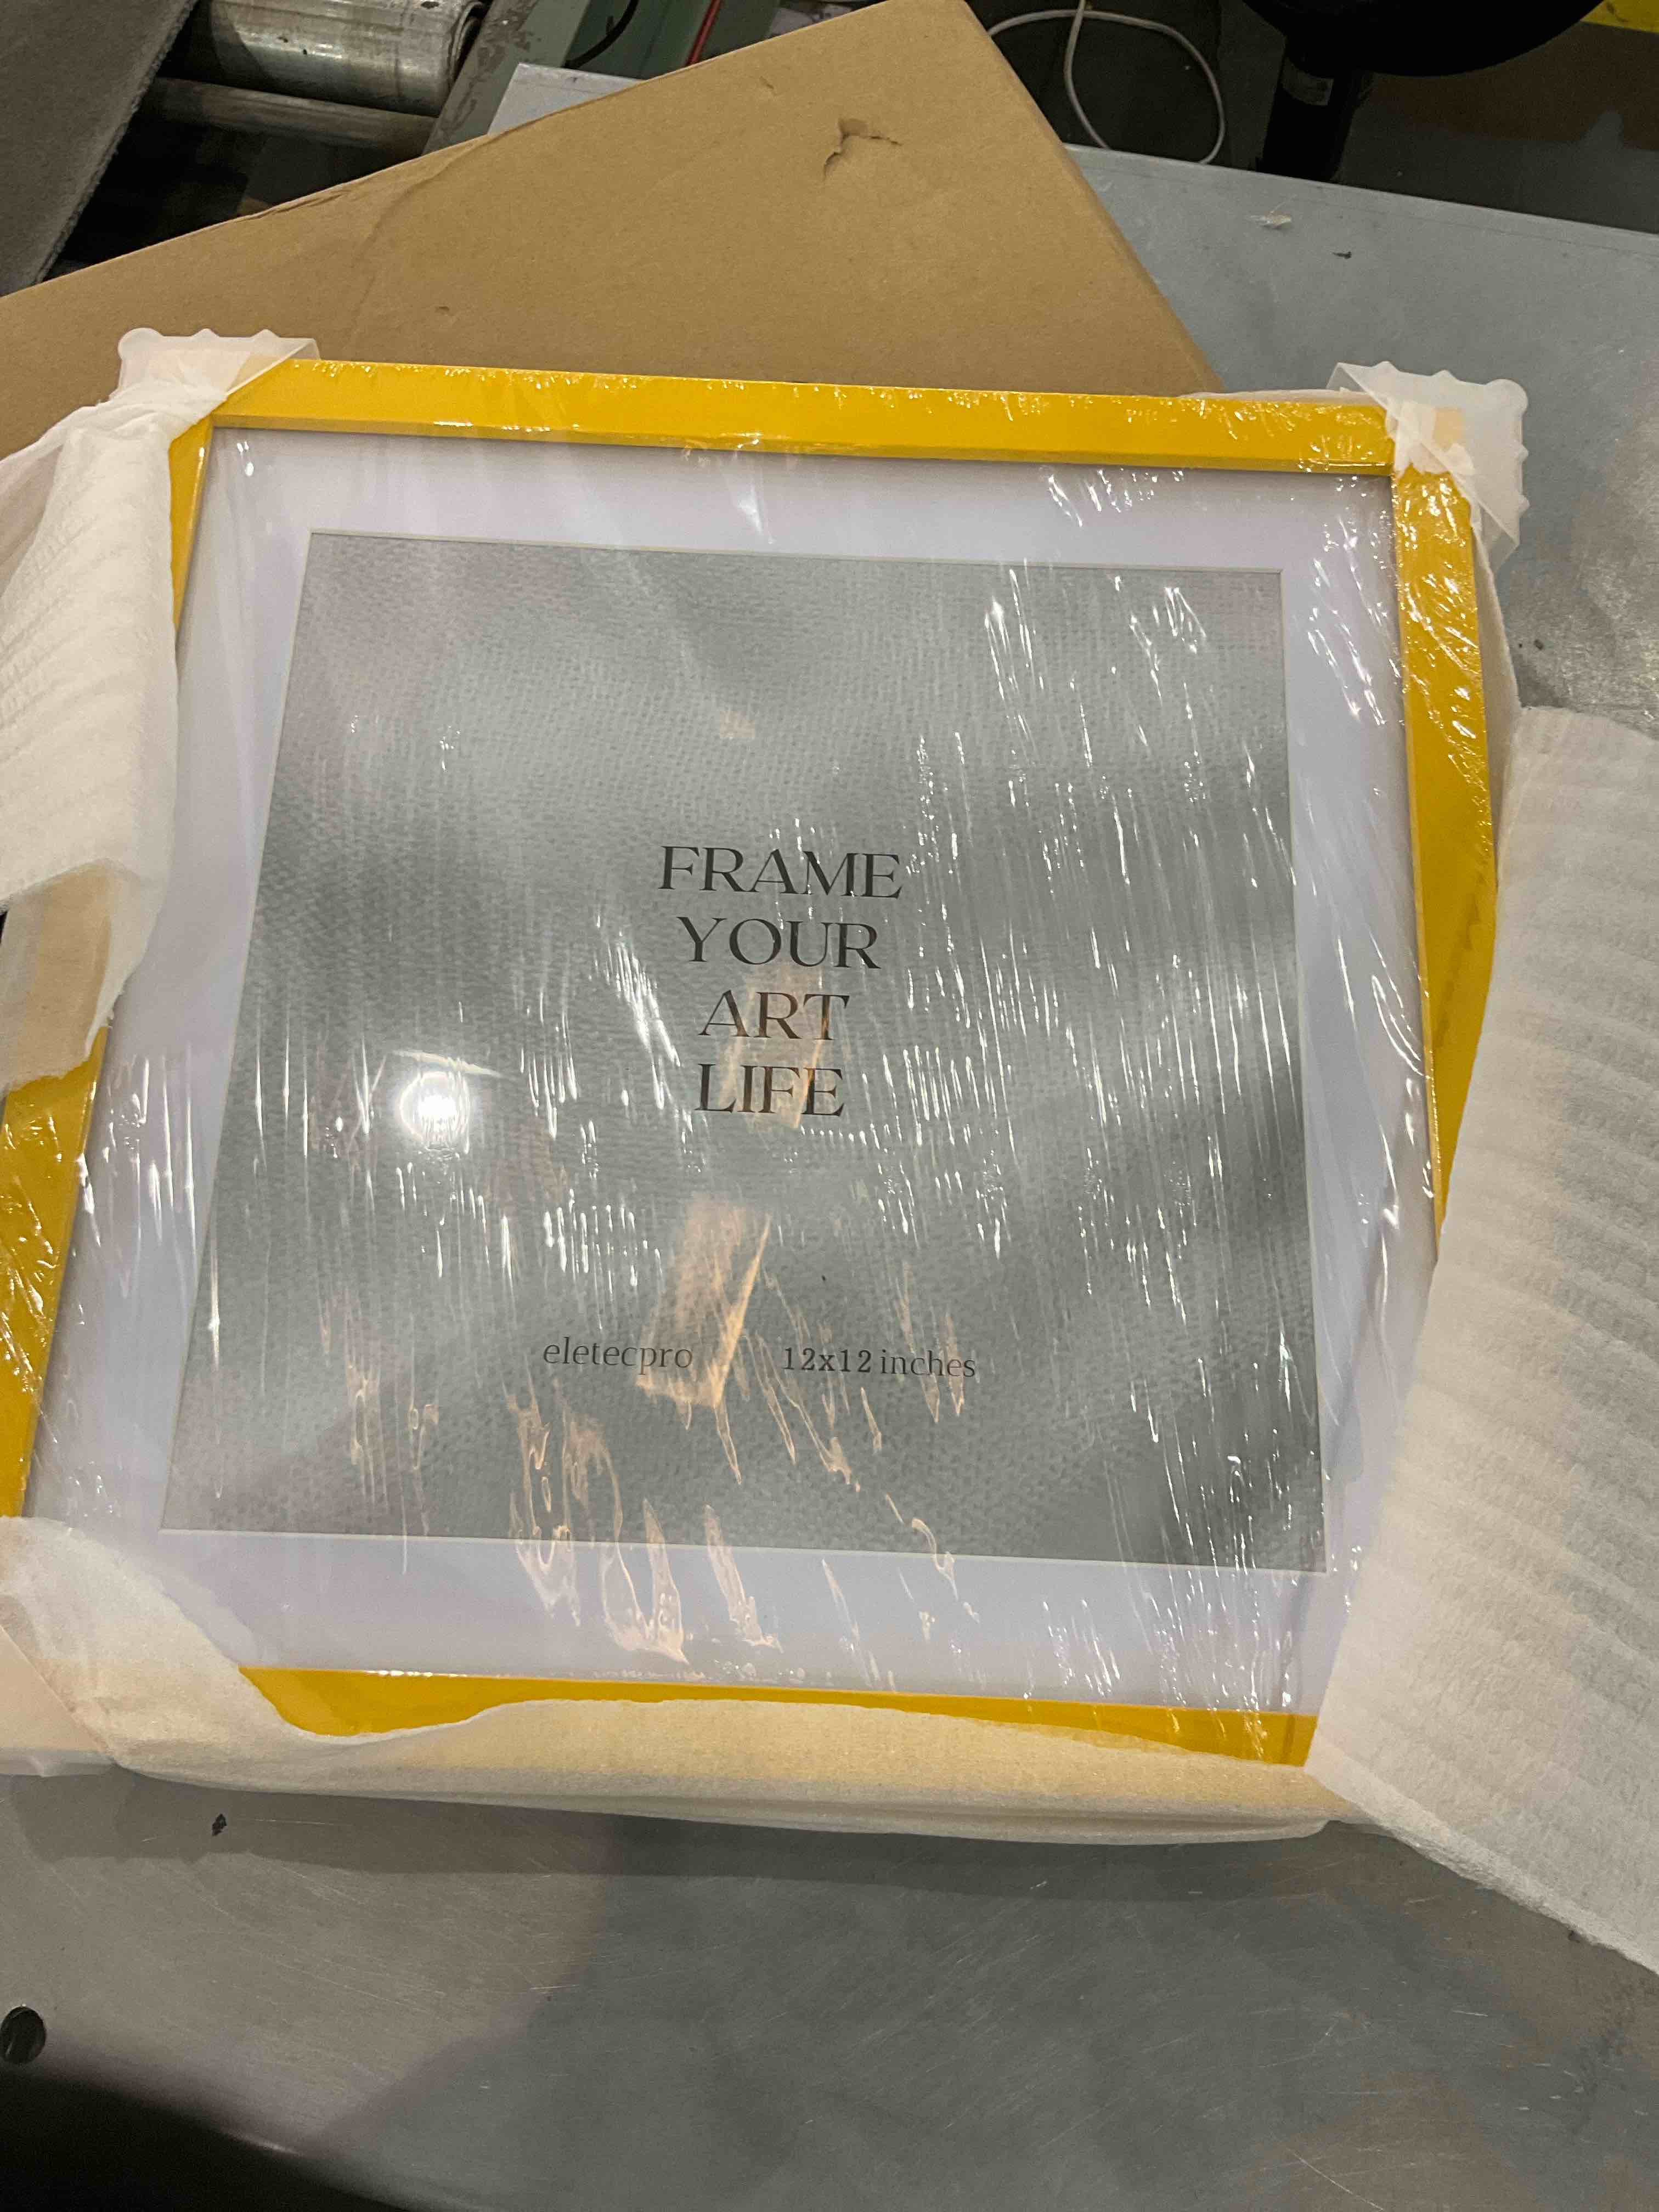 FRAME
YOUR
ART
LIFE
eletecpro 12x12 inches